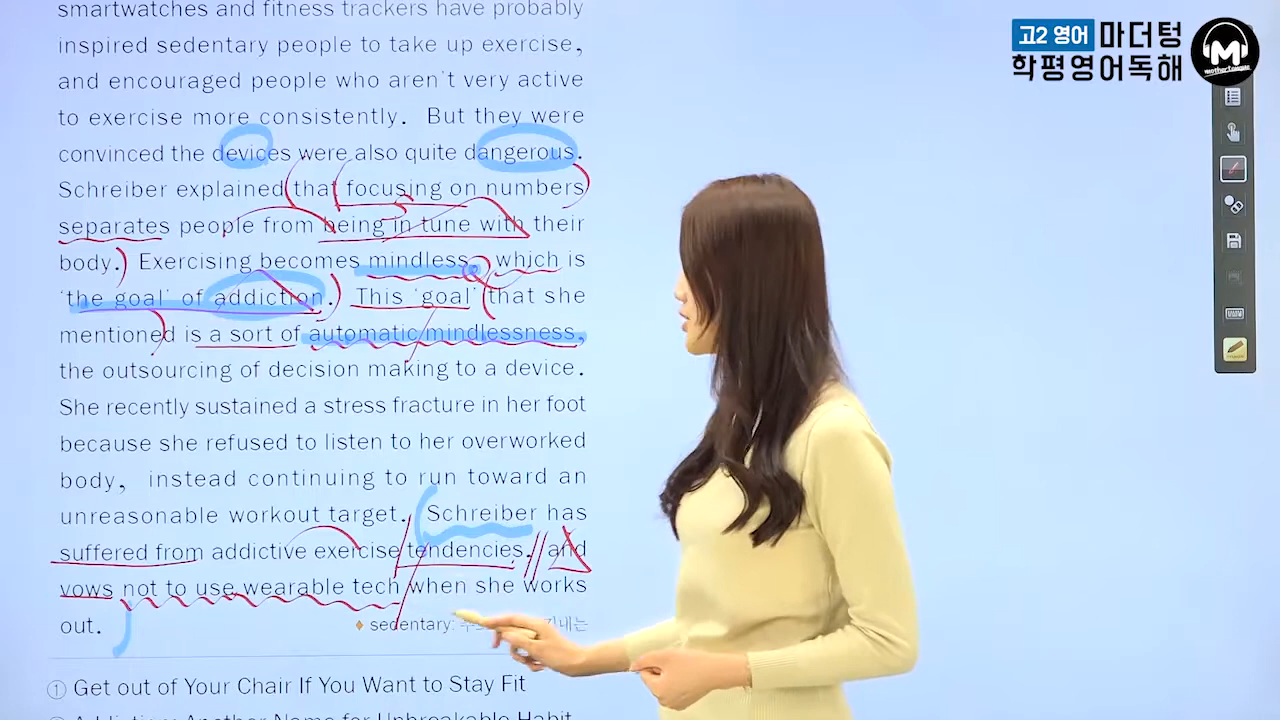 smartwatches and fitness trackers have probably
inspired sedentary people to take up exercise,
and encouraged people who aren't very active
to exercise more consistently. But they were
convinced the devices were also quite dangerous.
Schreiber explained that focusing on numbers
separates people from being in tune with their
body. Exercising becomes mindless, which is
'the goal' of addiction. This 'goal' that she
mentioned is a sort of automatic mindlessness,
the outsourcing of decision making to a device.
She recently sustained a stress fracture in her foot
because she refused to listen to her overworked
body, instead continuing to run toward an
unreasonable workout target. Schreiber has
suffered from addictive exercise tendencies, and
vows not to use wearable tech when she works
out.
♦ sedentary:
① Get out of Your Chair If You Want to Stay Fit
Addiction: Another Name for Unbreakable Habit
고2 영어 마더텅
학평영어독해
M
mothertongue